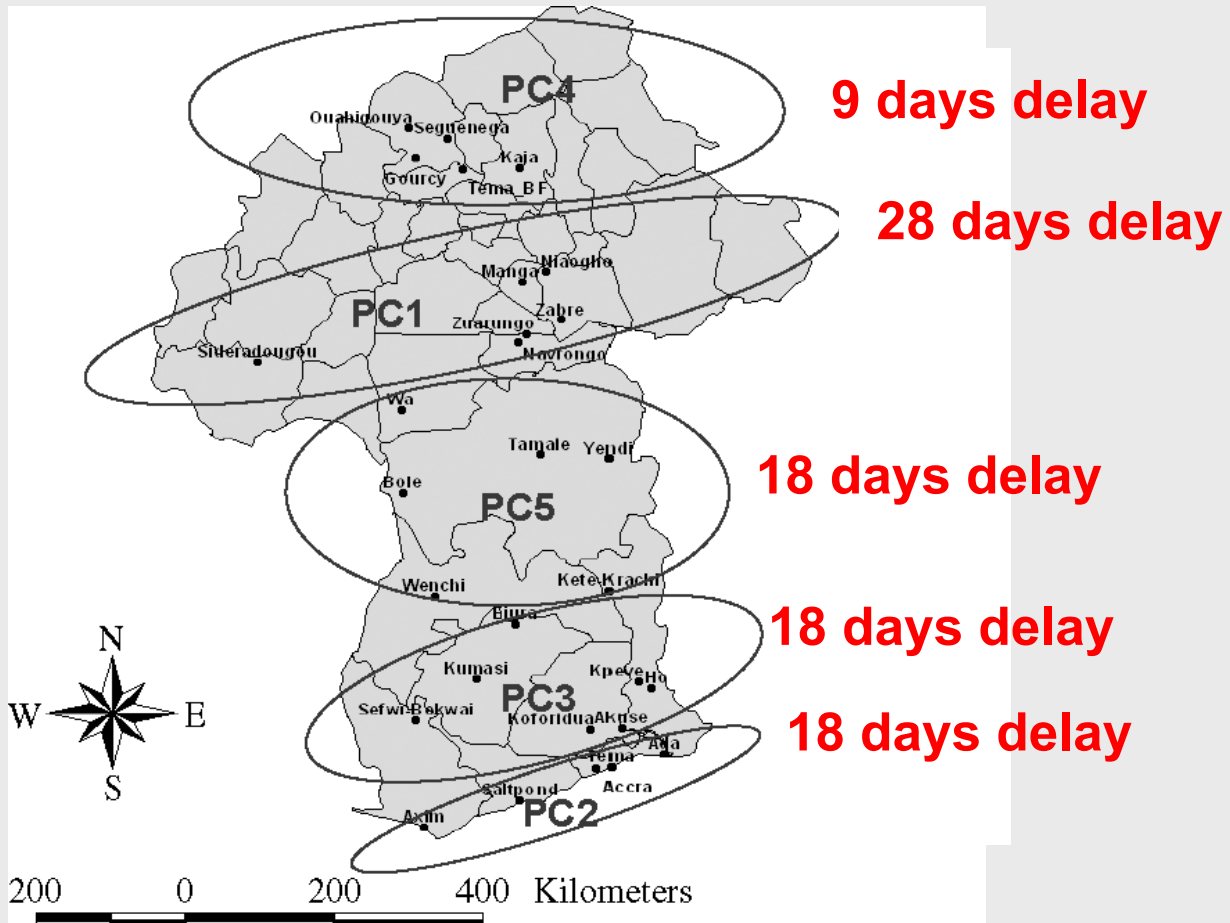 PC4
9 days delay
Ouahigouya
Seguenega
Kaja
Gourcy
Tema_BF
28 days delay
Niaogho
Manga
PC1
Zabre
Zuarungo
Navrongo
Sideradougou
Wa
Tamale
Yendi
18 days delay
Bole
PC5
Wenchi
Kete-Krachi
Biura
18 days delay
N
Kumasi
Kpeve
Ho
PC3
Sefwi-Bekwai
W
E
Koforidua
Akuse
18 days delay
Ada
Tema
S
Saltpond
Accra
PC2
Axim
200 0 200 400 Kilometers